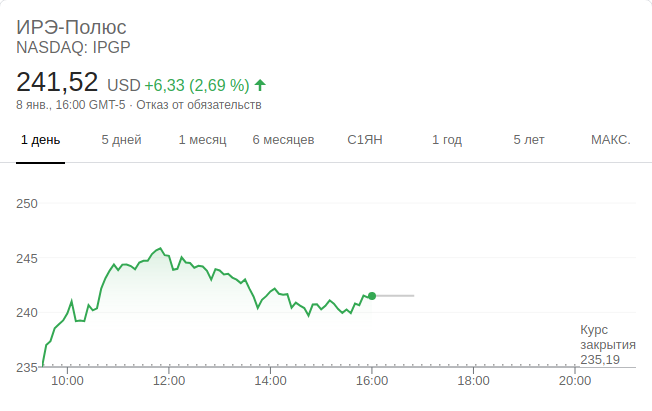 ИРЭ-Полюс
NASDAQ: IPGP
241,52 USD +6,33 (2,69 %)
8 янв., 16:00 GMT-5 · Отказ от обязательств
1 день 5 дней 1 месяц 6 месяцев С1ЯН 1 год 5 лет МАКС.
250
245
240
235
Курс
закрытия
235,19
10:00 12:00 14:00 16:00 18:00 20:00